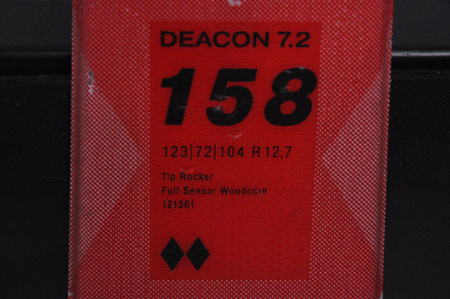 DEACON 7.2
158
123|72|104 R12,7
Tip Rocker
Full Sensor Woodcore
121361